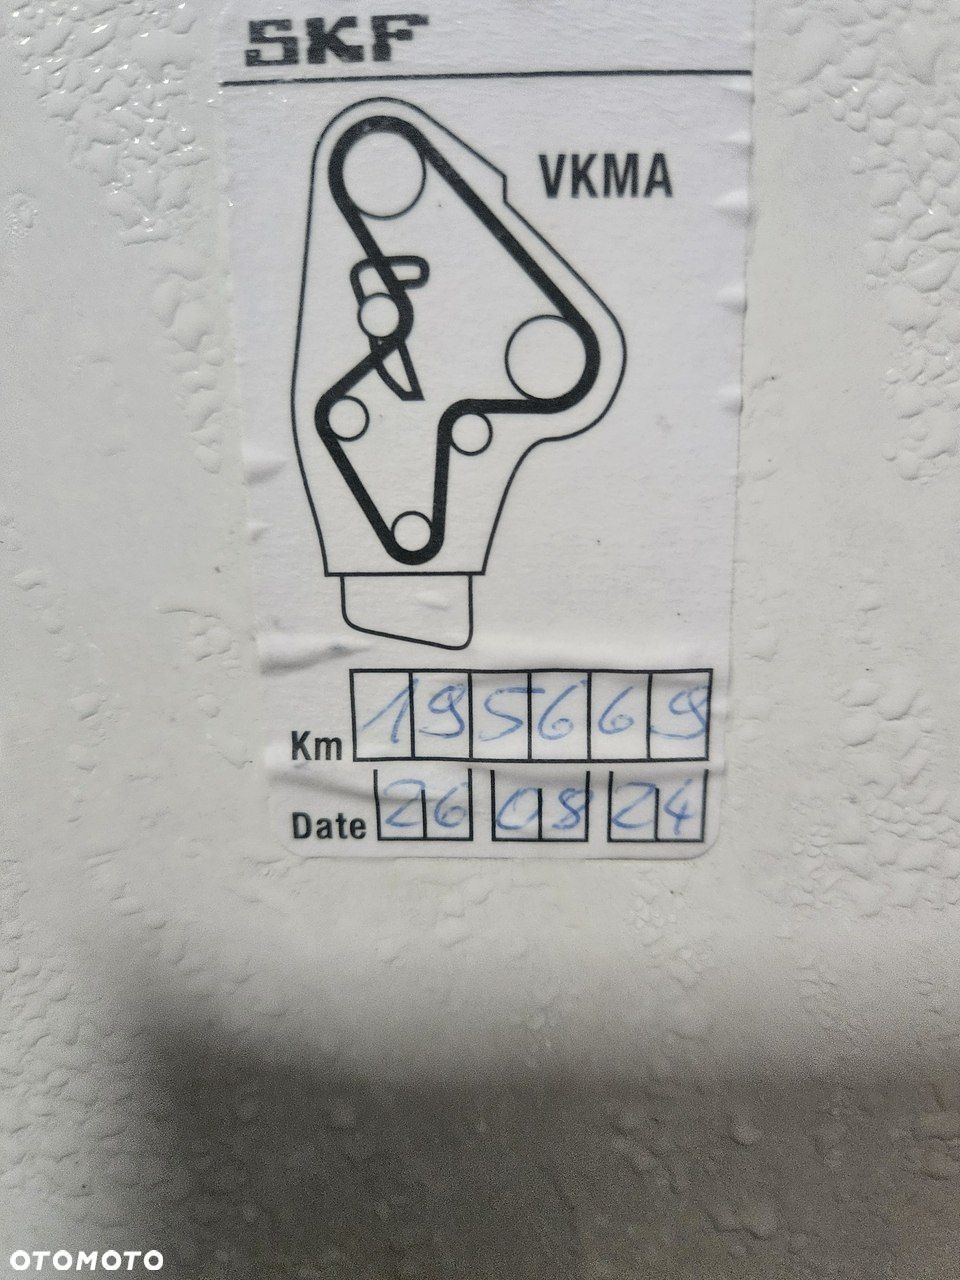 SKF
VKMA
Km 195669
Date 26 08 24
OTOMOTO